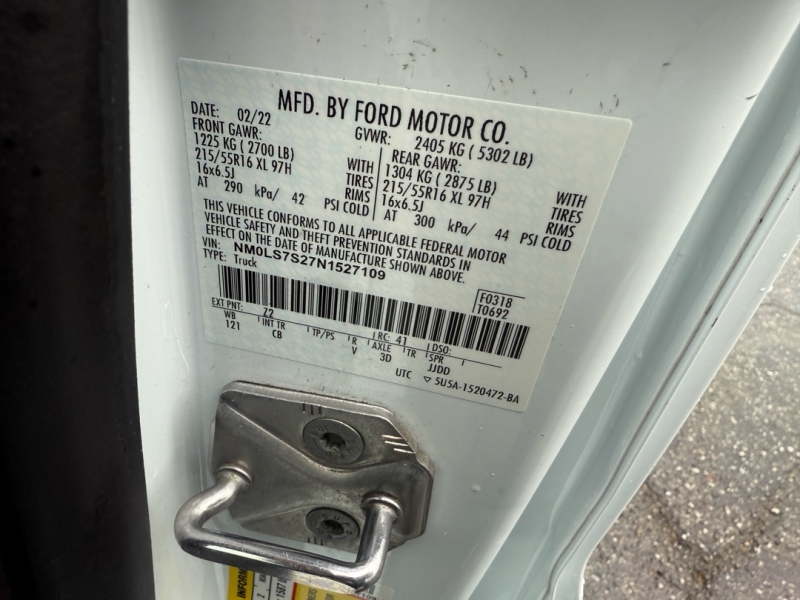 MFD. BY FORD MOTOR CO.
DATE: 02/22 GVWR: 2405 KG ( 5302 LB)
FRONT GAWR: REAR GAWR:
1225 KG ( 2700 LB) WITH 1304 KG ( 2875 LB) WITH
215/55R16 XL 97H TIRES 215/55R16 XL 97H TIRES
16x6.5J RIMS 16x6.5J RIMS
AT 290 kPa/ 42 PSI COLD AT 300 kPa/ 44 PSI COLD
THIS VEHICLE CONFORMS TO ALL APPLICABLE FEDERAL MOTOR
VEHICLE SAFETY AND THEFT PREVENTION STANDARDS IN
EFFECT ON THE DATE OF MANUFACTURE SHOWN ABOVE.
VIN: NM0LS7S27N1527109
TYPE: Truck
F0318
T0692
EXT PNT: Z2 RC: 41 DSO:
WB INT TR TP/PS R AXLE TR SPR
121 CB V 3D JJDD
UTC ▽ 5U5A-1520472-BA
INFORM